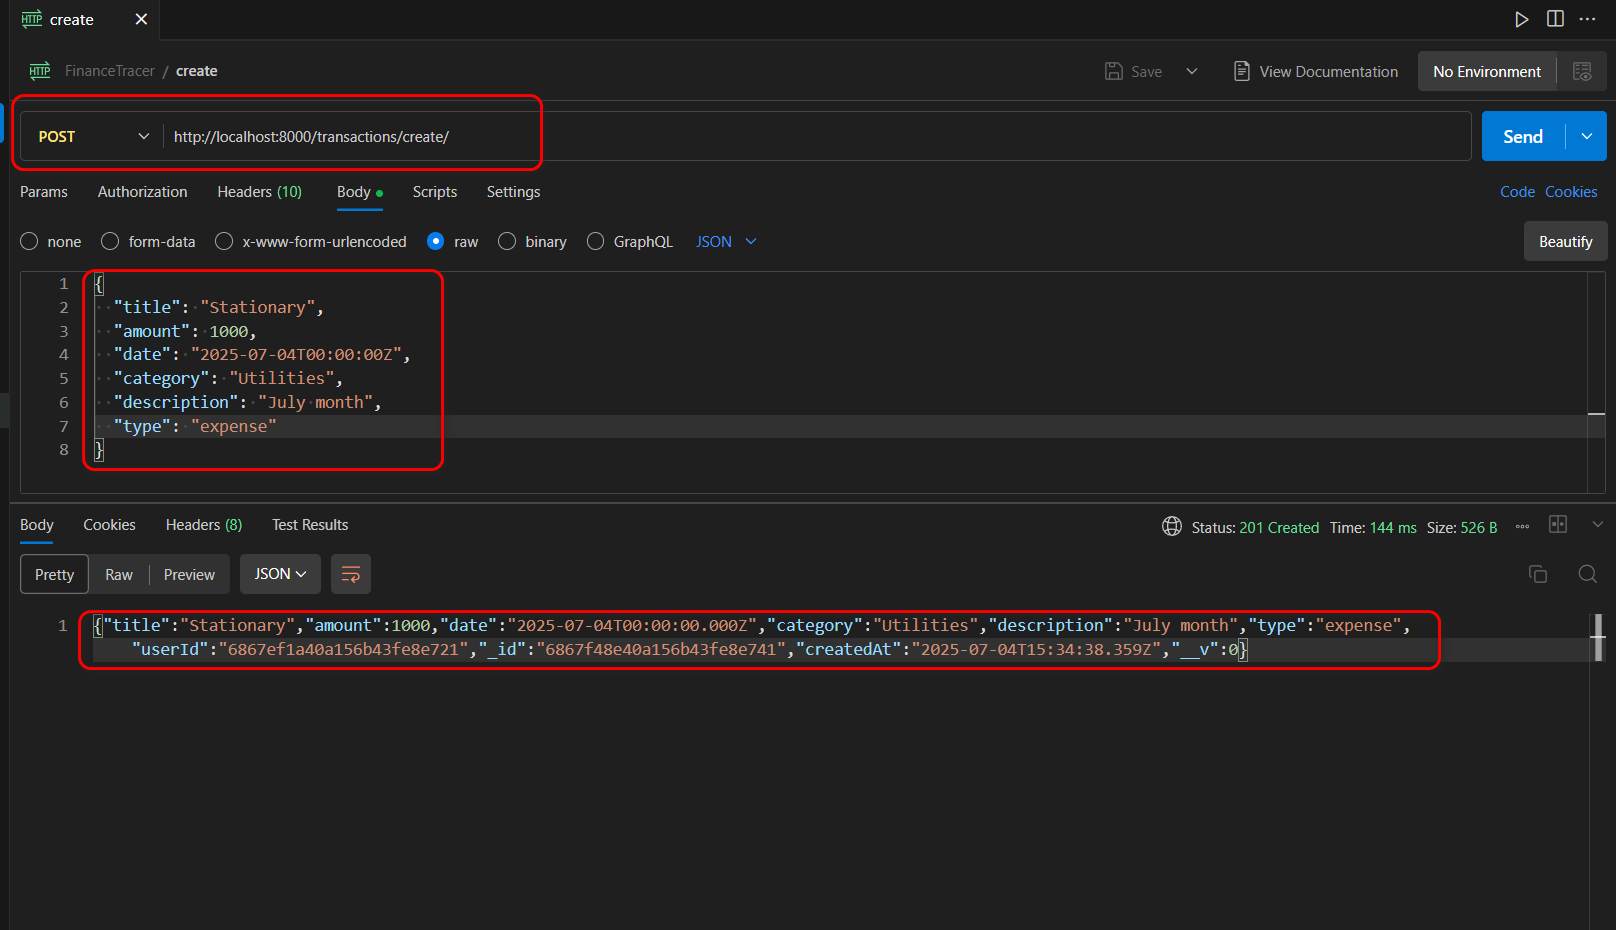 HTTP create
HTTP FinanceTracer / create Save View Documentation No Environment
POST http://localhost:8000/transactions/create/ Send
Params Authorization Headers (10) Body Scripts Settings Code Cookies
none form-data x-www-form-urlencoded raw binary GraphQL JSON Beautify
1 {
2 "title": "Stationary",
3 "amount": 1000,
4 "date": "2025-07-04T00:00:00Z",
5 "category": "Utilities",
6 "description": "July month",
7 "type": "expense"
8 }
Body Cookies Headers (8) Test Results Status: 201 Created Time: 144 ms Size: 526 B
Pretty Raw Preview JSON
1 {"title":"Stationary","amount":1000,"date":"2025-07-04T00:00:00.000Z","category":"Utilities","description":"July month","type":"expense",
"userId":"6867ef1a40a156b43fe8e721","_id":"6867f48e40a156b43fe8e741","createdAt":"2025-07-04T15:34:38.359Z","__v":0}